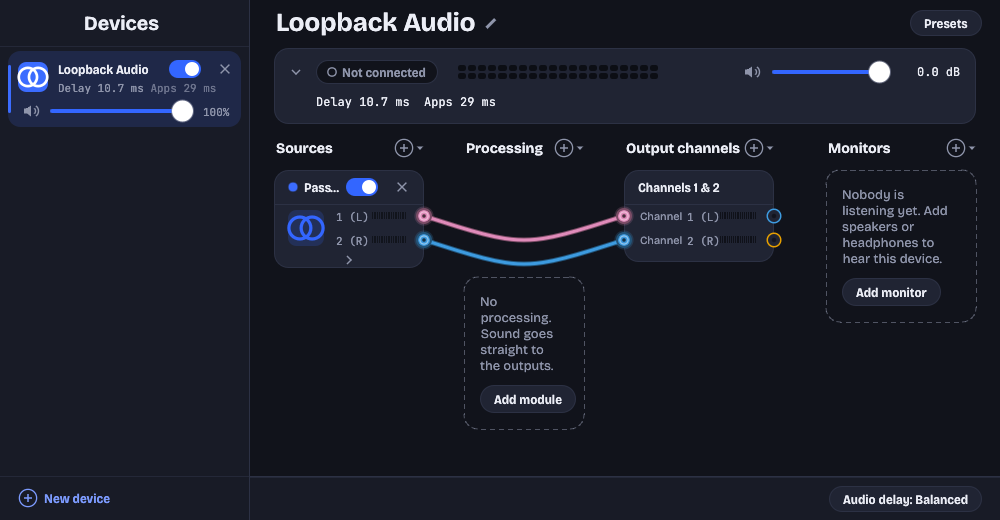 Devices
Loopback Audio
Delay 10.7 ms Apps 29 ms
100%
New device
Loopback Audio
Presets
Not connected
0.0 dB
Delay 10.7 ms Apps 29 ms
Sources
Processing
Output channels
Monitors
Pass...
1 (L)
2 (R)
Channels 1 & 2
Channel 1 (L)
Channel 2 (R)
No
processing.
Sound goes
straight to
the outputs.
Add module
Nobody is
listening yet. Add
speakers or
headphones to
hear this device.
Add monitor
Audio delay: Balanced